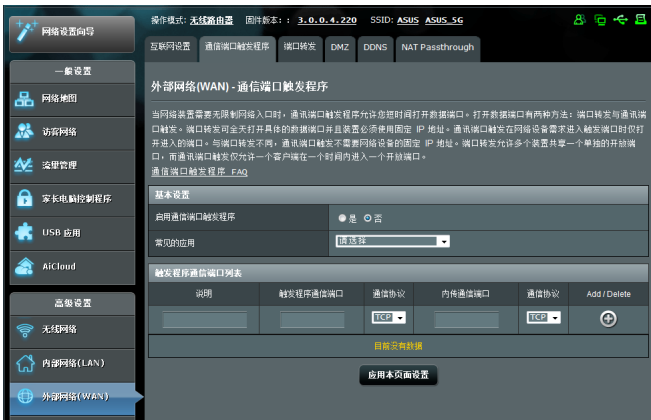 网络设置向导
操作模式: 无线路由器 固件版本: : 3.0.0.4.220 SSID: ASUS ASUS_5G
互联网设置 通信端口触发程序 端口转发 DMZ DDNS NAT Passthrough
一般设置
网络地图
访客网络
流量管理
家长电脑控制程序
USB 应用
AiCloud
高级设置
无线网络
内部网络(LAN)
外部网络(WAN)
外部网络(WAN) - 通信端口触发程序
当网络装置需要无限制网络入口时，通讯端口触发程序允许您短时间打开数据端口。打开数据端口有两种方法：端口转发与通讯端
口触发。端口转发可全天打开具体的数据端口并且装置必须使用固定 IP 地址。通讯端口触发在网络设备需求进入触发端口时仅打
开进入的端口。与端口转发不同，通讯端口触发不需要网络设备的固定 IP 地址。端口转发允许多个装置共享一个单独的开放端
口，而通讯端口触发仅允许一个客户端在一个时间内进入一个开放端口。
通信端口触发程序 FAQ
基本设置
启用通信端口触发程序 是 否
常见的应用 请选择
触发程序通信端口列表
说明 触发程序通信端口 通信协议 内传通信端口 通信协议 Add / Delete
TCP TCP
目前没有数据
应用本页面设置